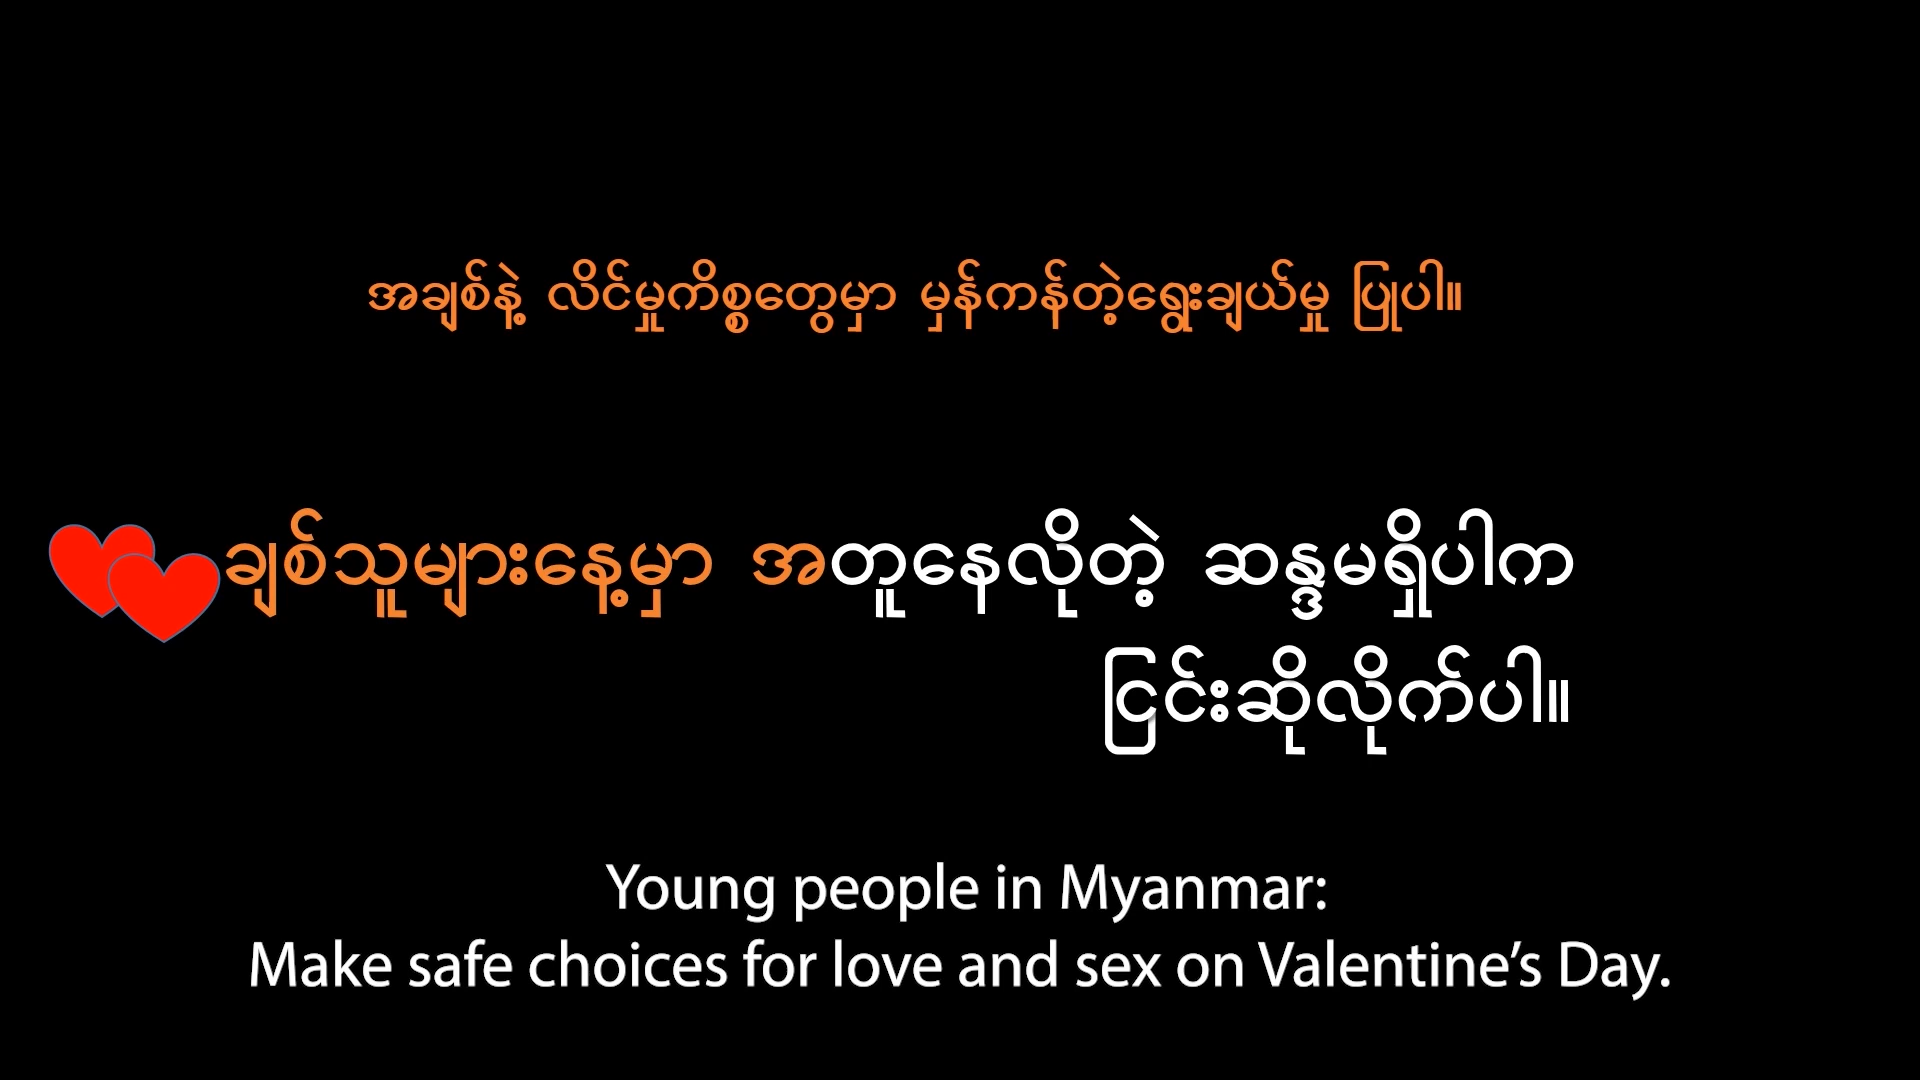 အချစ်နဲ့ လိင်မှုကိစ္စတွေမှာ မှန်ကန်တဲ့ရွေးချယ်မှု ပြုပါ။
ချစ်သူများနေ့မှာ အတူနေလိုတဲ့ ဆန္ဒမရှိပါက
ငြင်းဆိုလိုက်ပါ။
Young people in Myanmar:
Make safe choices for love and sex on Valentine’s Day.